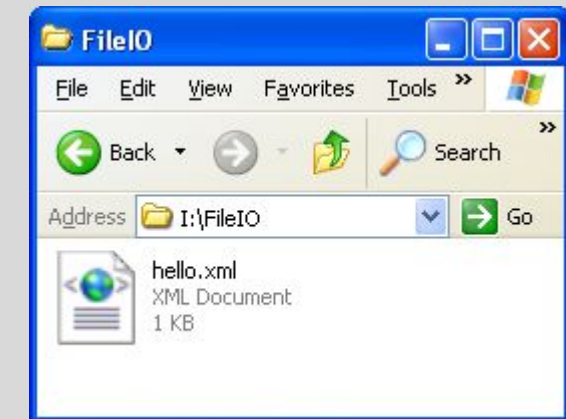 FileIO
File Edit View Favorites Tools »
Back Search »
Address I:\FileIO Go
hello.xml
XML Document
1 KB